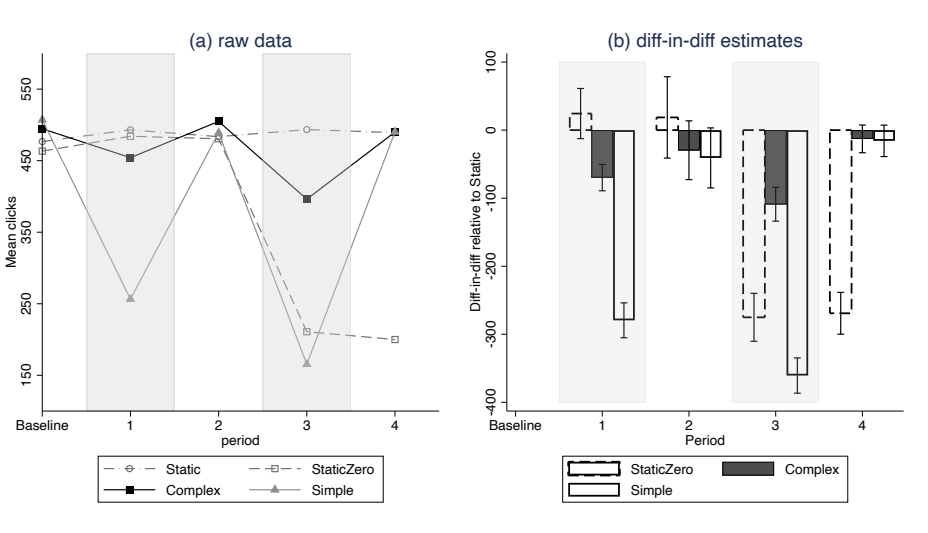 (a) raw data
550
450
350
250
150
Mean clicks
Baseline 1 2 3 4
period
Static StaticZero
Complex Simple
(b) diff-in-diff estimates
100
0
-100
-200
-300
-400
Diff-in-diff relative to Static
Baseline 1 2 3 4
Period
StaticZero Complex
Simple